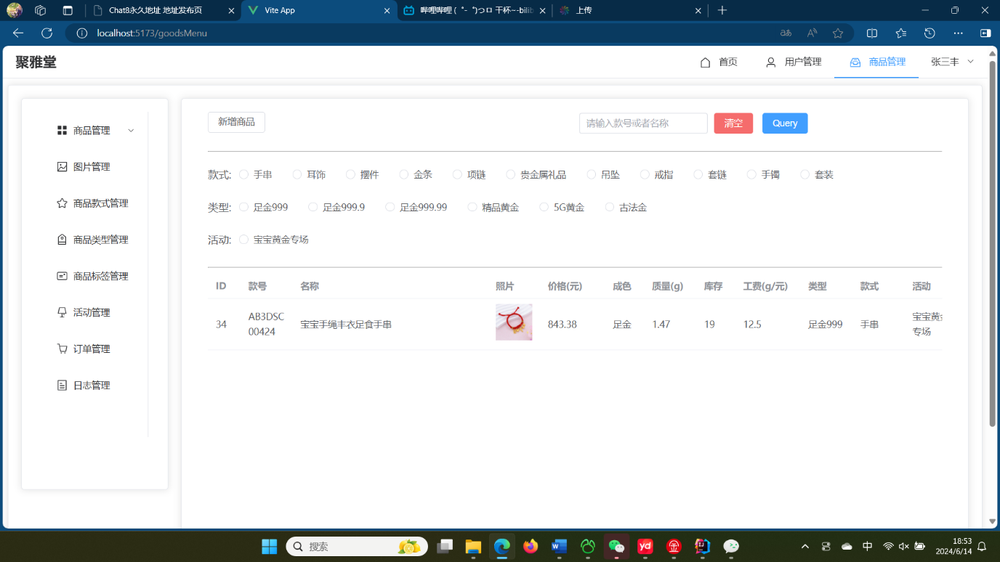 Chat8永久地址 地址发布页
Vite App
哔哩哔哩 (゜-゜)つロ 干杯~-bilib
上传
localhost:5173/goodsMenu
聚雅堂
首页
用户管理
商品管理
张三丰
商品管理
图片管理
商品款式管理
商品类型管理
商品标签管理
活动管理
订单管理
日志管理
新增商品
请输入款号或者名称
清空
Query
款式: 手串 耳饰 摆件 金条 项链 贵金属礼品 吊坠 戒指 套链 手镯 套装
类型: 足金999 足金999.9 足金999.99 精品黄金 5G黄金 古法金
活动: 宝宝黄金专场
ID 款号 名称 照片 价格(元) 成色 质量(g) 库存 工费(g/元) 类型 款式 活动
34 AB3DSC 宝宝手绳丰衣足食手串 843.38 足金 1.47 19 12.5 足金999 手串 宝宝黄金
00424 专场
搜索
中
18:53
2024/6/14